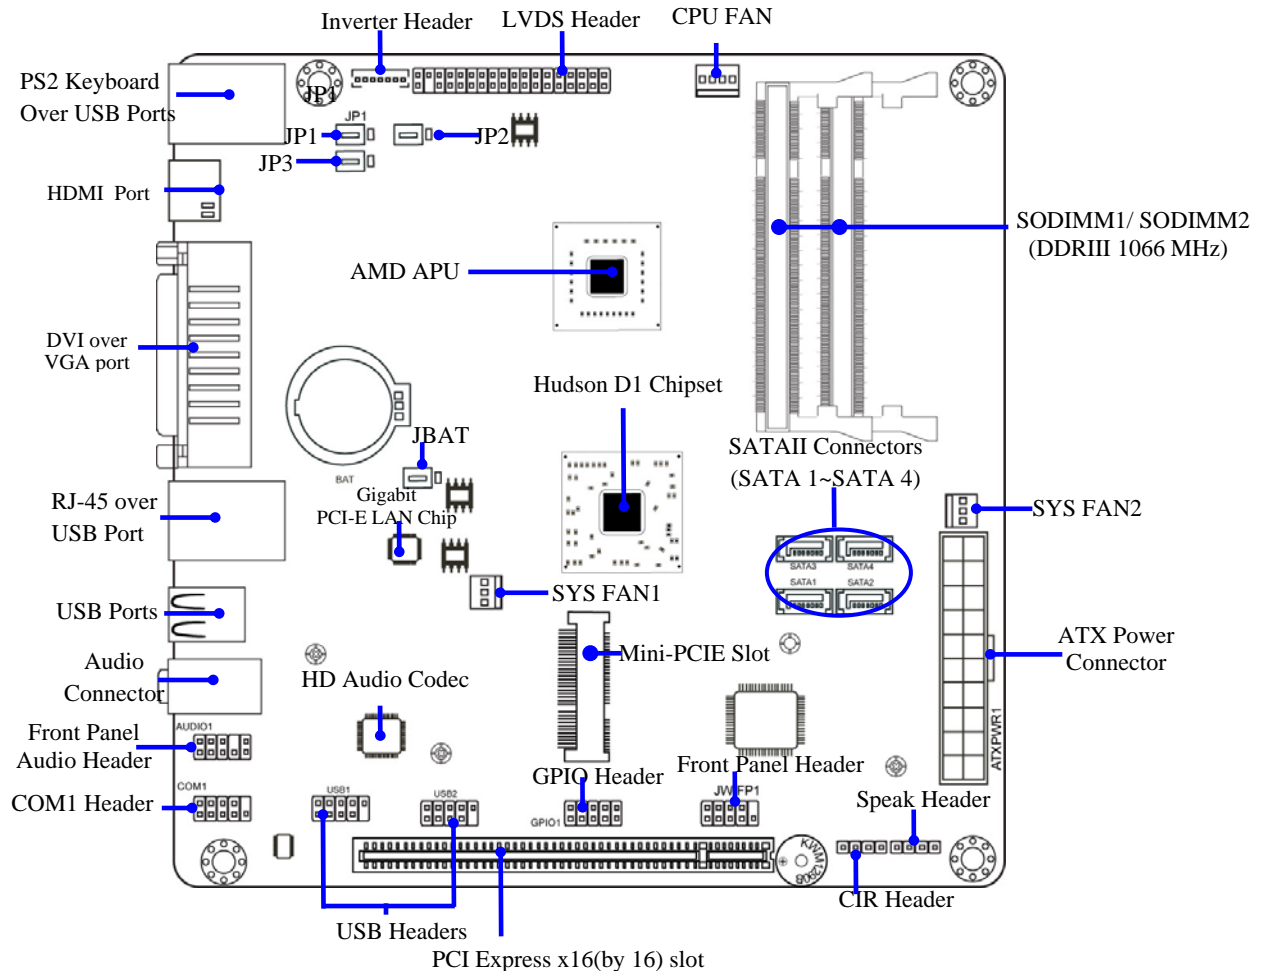 Inverter Header
LVDS Header
CPU FAN
PS2 Keyboard
Over USB Ports
JP1
JP1
JP1
JP2
JP3
HDMI Port
SODIMM1/ SODIMM2
(DDRIII 1066 MHz)
AMD APU
DVI over
VGA port
Hudson D1 Chipset
JBAT
SATAII Connectors
(SATA 1~SATA 4)
BAT
Gigabit
PCI-E LAN Chip
RJ-45 over
USB Port
SYS FAN2
SATA3
SATA4
SATA1
SATA2
SYS FAN1
USB Ports
ATX Power
Connector
Mini-PCIE Slot
Audio
Connector
HD Audio Codec
AUDIO1
Front Panel
Audio Header
ATXPWR1
Front Panel Header
GPIO Header
COM1
COM1 Header
USB1
USB2
GPIO1
JW FP1
Speak Header
KWM1290B
CIR Header
USB Headers
PCI Express x16(by 16) slot